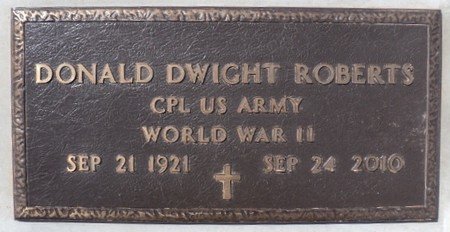 DONALD DWIGHT ROBERTS
CPL US ARMY
WORLD WAR II
SEP 21 1921 SEP 24 2010